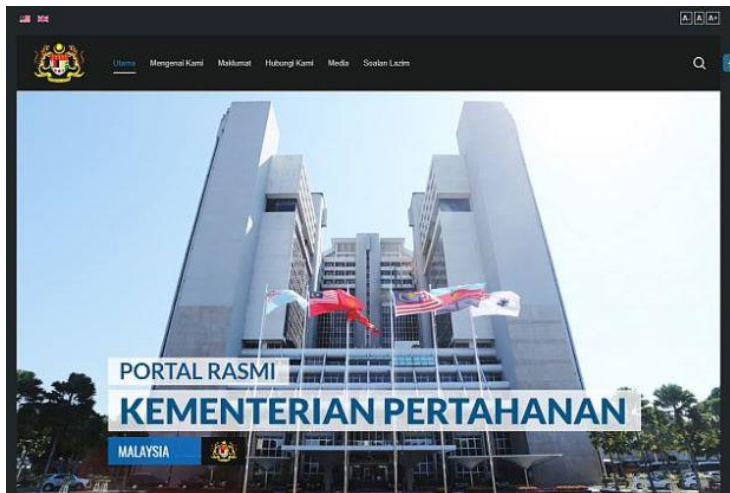 A- A A+
Utama Mengenai Kami Maklumat Hubungi Kami Media Soalan Lazim
PORTAL RASMI
KEMENTERIAN PERTAHANAN
MALAYSIA